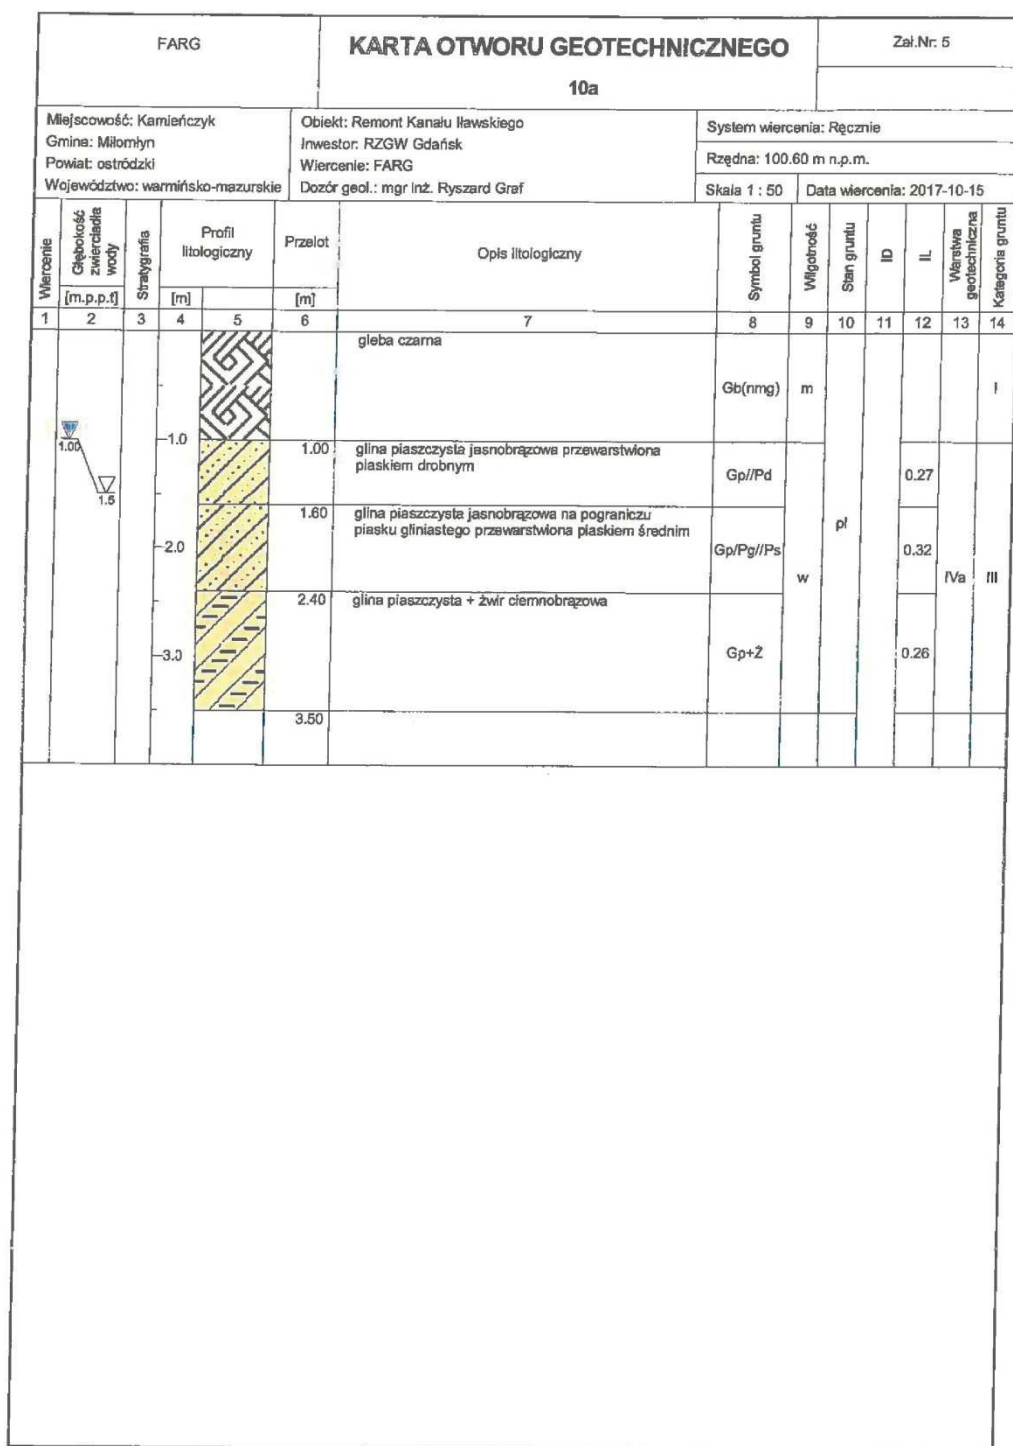 FARG
KARTA OTWORU GEOTECHNICZNEGO
10a
Zał.Nr: 5
Miejscowość: Kamieńczyk
Gmina: Miłomłyn
Powiat: ostródzki
Województwo: warmińsko-mazurskie
Obiekt: Remont Kanału Iławskiego
Inwestor: RZGW Gdańsk
Wiercenie: FARG
Dozór geol.: mgr inż. Ryszard Graf
System wiercenia: Ręcznie
Rzędna: 100.60 m n.p.m.
Skala 1 : 50
Data wiercenia: 2017-10-15
Wiercenie
Głębokość zwierciadła wody
[m.p.p.t]
Stratygrafia
Profil litologiczny
[m]
Przelot
[m]
Opis litologiczny
Symbol gruntu
Wilgotność
Stan gruntu
ID
IL
Warstwa geotechniczna
Kategoria gruntu
1 2 3 4 5 6 7 8 9 10 11 12 13 14
gleba czarna
Gb(nmg) m I
1.00
1.0
1.00
glina piaszczysta jasnobrązowa przewarstwiona
piaskiem drobnym
Gp//Pd 0.27
1.5
1.60
glina piaszczysta jasnobrązowa na pograniczu
piasku gliniastego przewarstwiona piaskiem średnim
pl
2.0
Gp/Pg//Ps 0.32
w IVa III
2.40
glina piaszczysta + żwir ciemnobrązowa
3.0
Gp+Ż 0.26
3.50